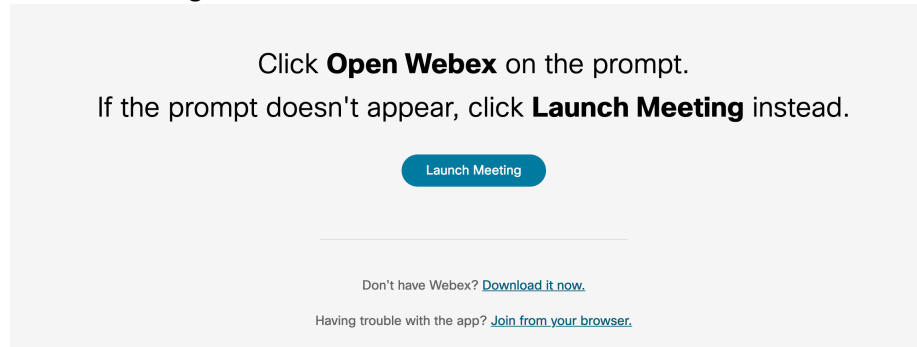 Click Open Webex on the prompt.
If the prompt doesn't appear, click Launch Meeting instead.
Launch Meeting
Don't have Webex? Download it now.
Having trouble with the app? Join from your browser.